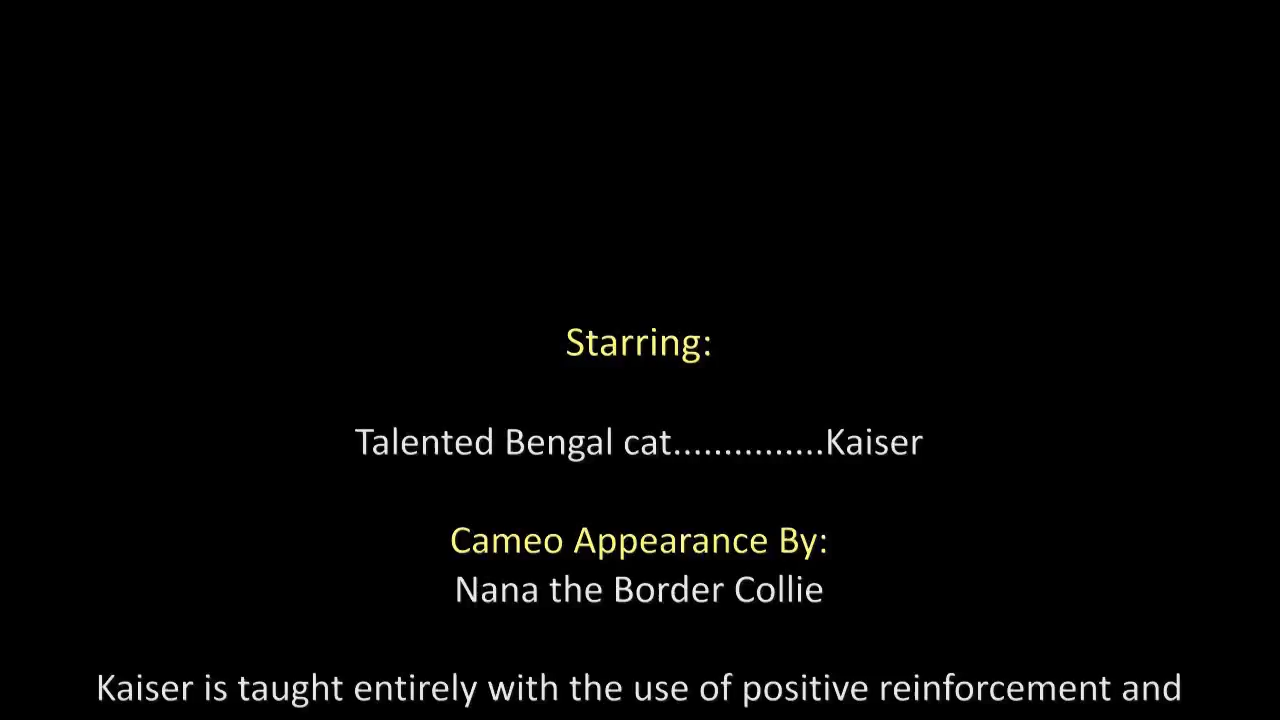 Starring:
Talented Bengal cat...............Kaiser
Cameo Appearance By:
Nana the Border Collie
Kaiser is taught entirely with the use of positive reinforcement and